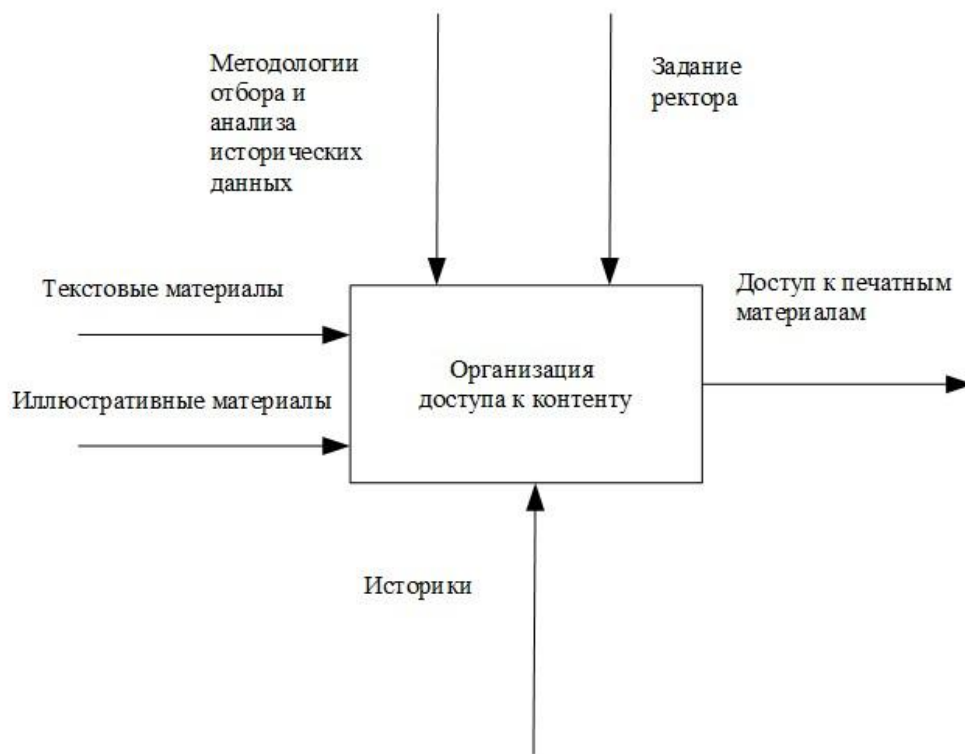 Методологии
отбора и
анализа
исторических
данных
Задание
ректора
Текстовые материалы
Доступ к печатным
материалам
Организация
доступа к контенту
Иллюстративные материалы
Историки